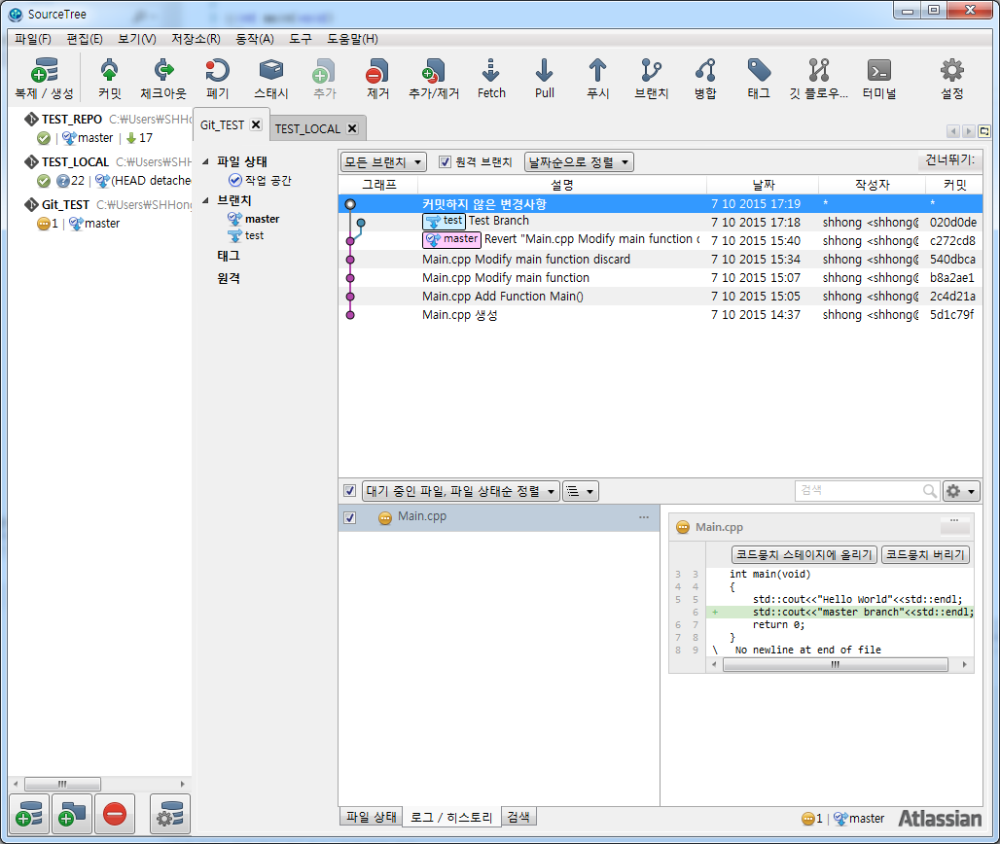 SourceTree
파일(F) 편집(E) 보기(V) 저장소(R) 동작(A) 도구 도움말(H)
복제 / 생성 커밋 체크아웃 폐기 스태시 추가 제거 추가/제거 Fetch Pull 푸시 브랜치 병합 태그 깃 플로우... 터미널 설정
TEST_REPO C:₩Users₩SHHon
master 17
TEST_LOCAL C:₩Users₩SHH
22 (HEAD detache
Git_TEST C:₩Users₩SHHong
1 master
Git_TEST TEST_LOCAL
파일 상태
작업 공간
브랜치
master
test
태그
원격
모든 브랜치 원격 브랜치 날짜순으로 정렬 건너뛰기:
그래프 설명 날짜 작성자 커밋
커밋하지 않은 변경사항 7 10 2015 17:19 * *
test Test Branch 7 10 2015 17:18 shhong <shhong@ 020d0de
master Revert "Main.cpp Modify main function d 7 10 2015 15:40 shhong <shhong@ c272cd8
Main.cpp Modify main function discard 7 10 2015 15:34 shhong <shhong@ 540dbca
Main.cpp Modify main function 7 10 2015 15:07 shhong <shhong@ b8a2ae1
Main.cpp Add Function Main() 7 10 2015 15:05 shhong <shhong@ 2c4d21a
Main.cpp 생성 7 10 2015 14:37 shhong <shhong@ 5d1c79f
대기 중인 파일, 파일 상태순 정렬 검색
Main.cpp ...
Main.cpp ...
코드뭉치 스테이지에 올리기 코드뭉치 버리기
3 3 int main(void)
4 4 {
5 5 std::cout<<"Hello World"<<std::endl;
6 + std::cout<<"master branch"<<std::endl;
6 7 return 0;
7 8 }
8 9 \ No newline at end of file
파일 상태 로그 / 히스토리 검색
1 master Atlassian